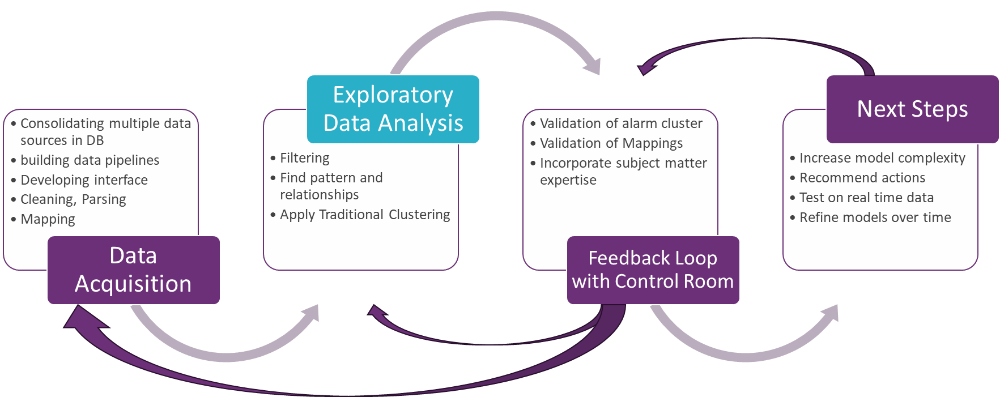 • Consolidating multiple data
sources in DB
• building data pipelines
• Developing interface
• Cleaning, Parsing
• Mapping
Data
Acquisition
Exploratory
Data Analysis
• Filtering
• Find pattern and
relationships
• Apply Traditional Clustering
• Validation of alarm cluster
• Validation of Mappings
• Incorporate subject matter
expertise
Feedback Loop
with Control Room
Next Steps
• Increase model complexity
• Recommend actions
• Test on real time data
• Refine models over time